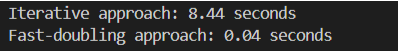 Iterative approach: 8.44 seconds
Fast-doubling approach: 0.04 seconds